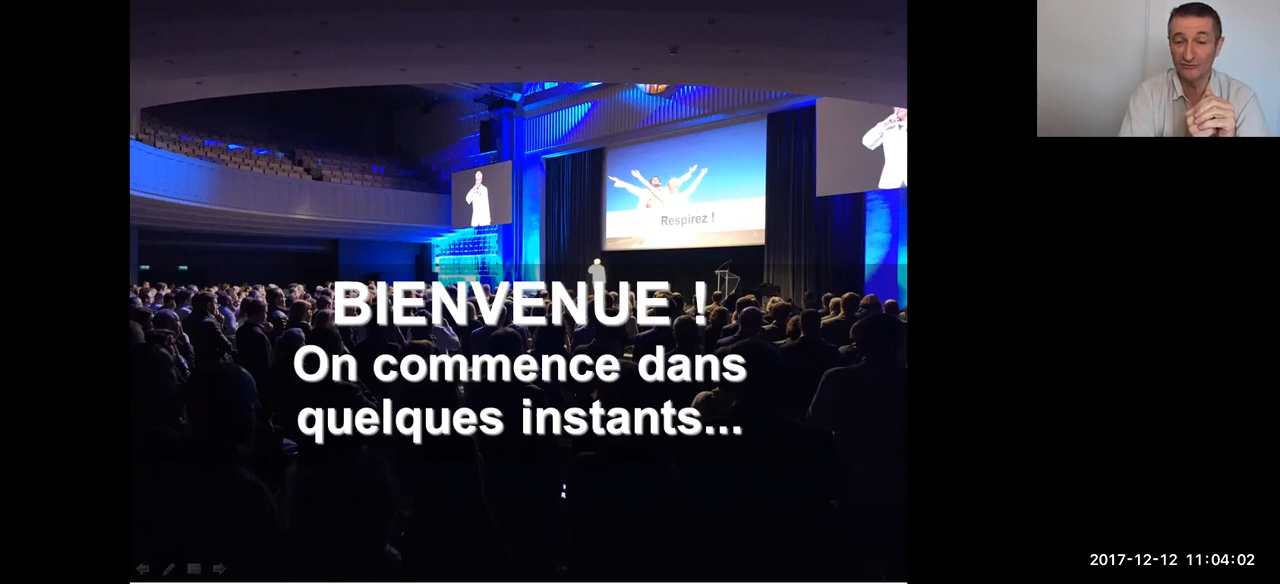 Respirez !
BIENVENUE !
On commence dans
quelques instants...
2017-12-12 11:04:02